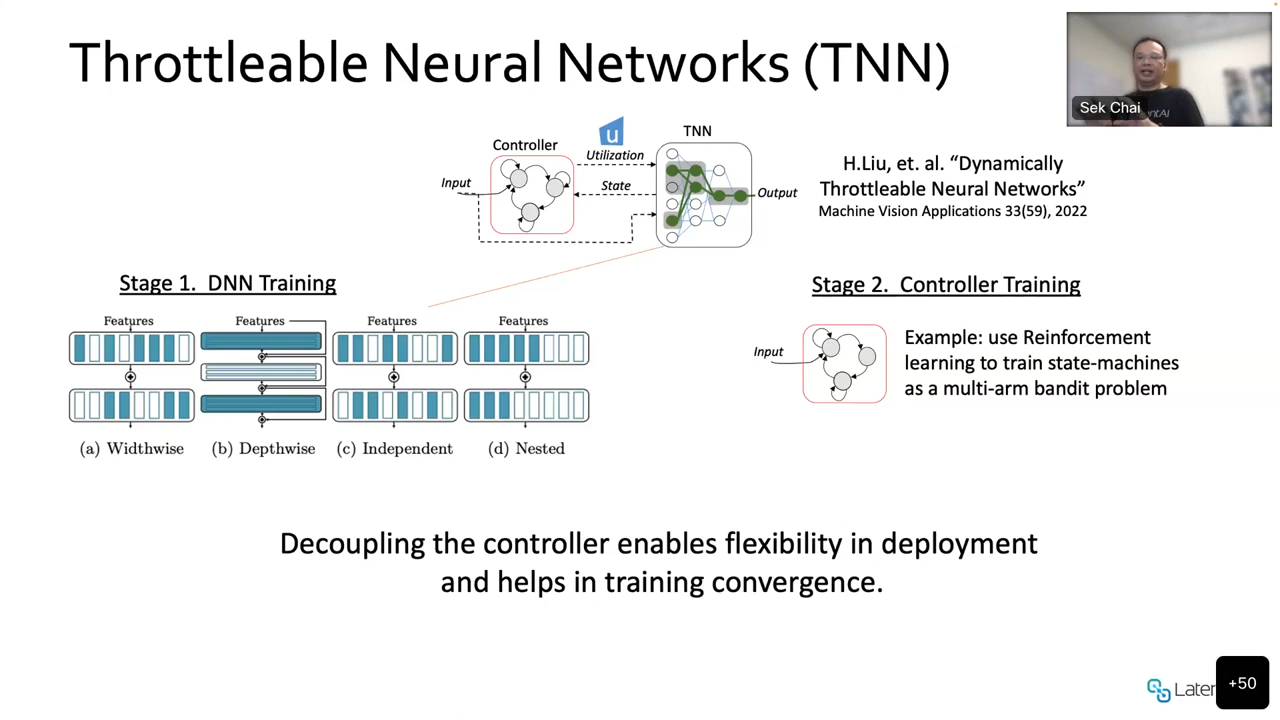 Throttleable Neural Networks (TNN)
Sek Chai
Controller
u
Utilization
TNN
Input
State
Output
H.Liu, et. al. “Dynamically
Throttleable Neural Networks”
Machine Vision Applications 33(59), 2022
Stage 1. DNN Training
Features
Features
Features
Features
(a) Widthwise
(b) Depthwise
(c) Independent
(d) Nested
Stage 2. Controller Training
Input
Example: use Reinforcement
learning to train state-machines
as a multi-arm bandit problem
Decoupling the controller enables flexibility in deployment
and helps in training convergence.
+50